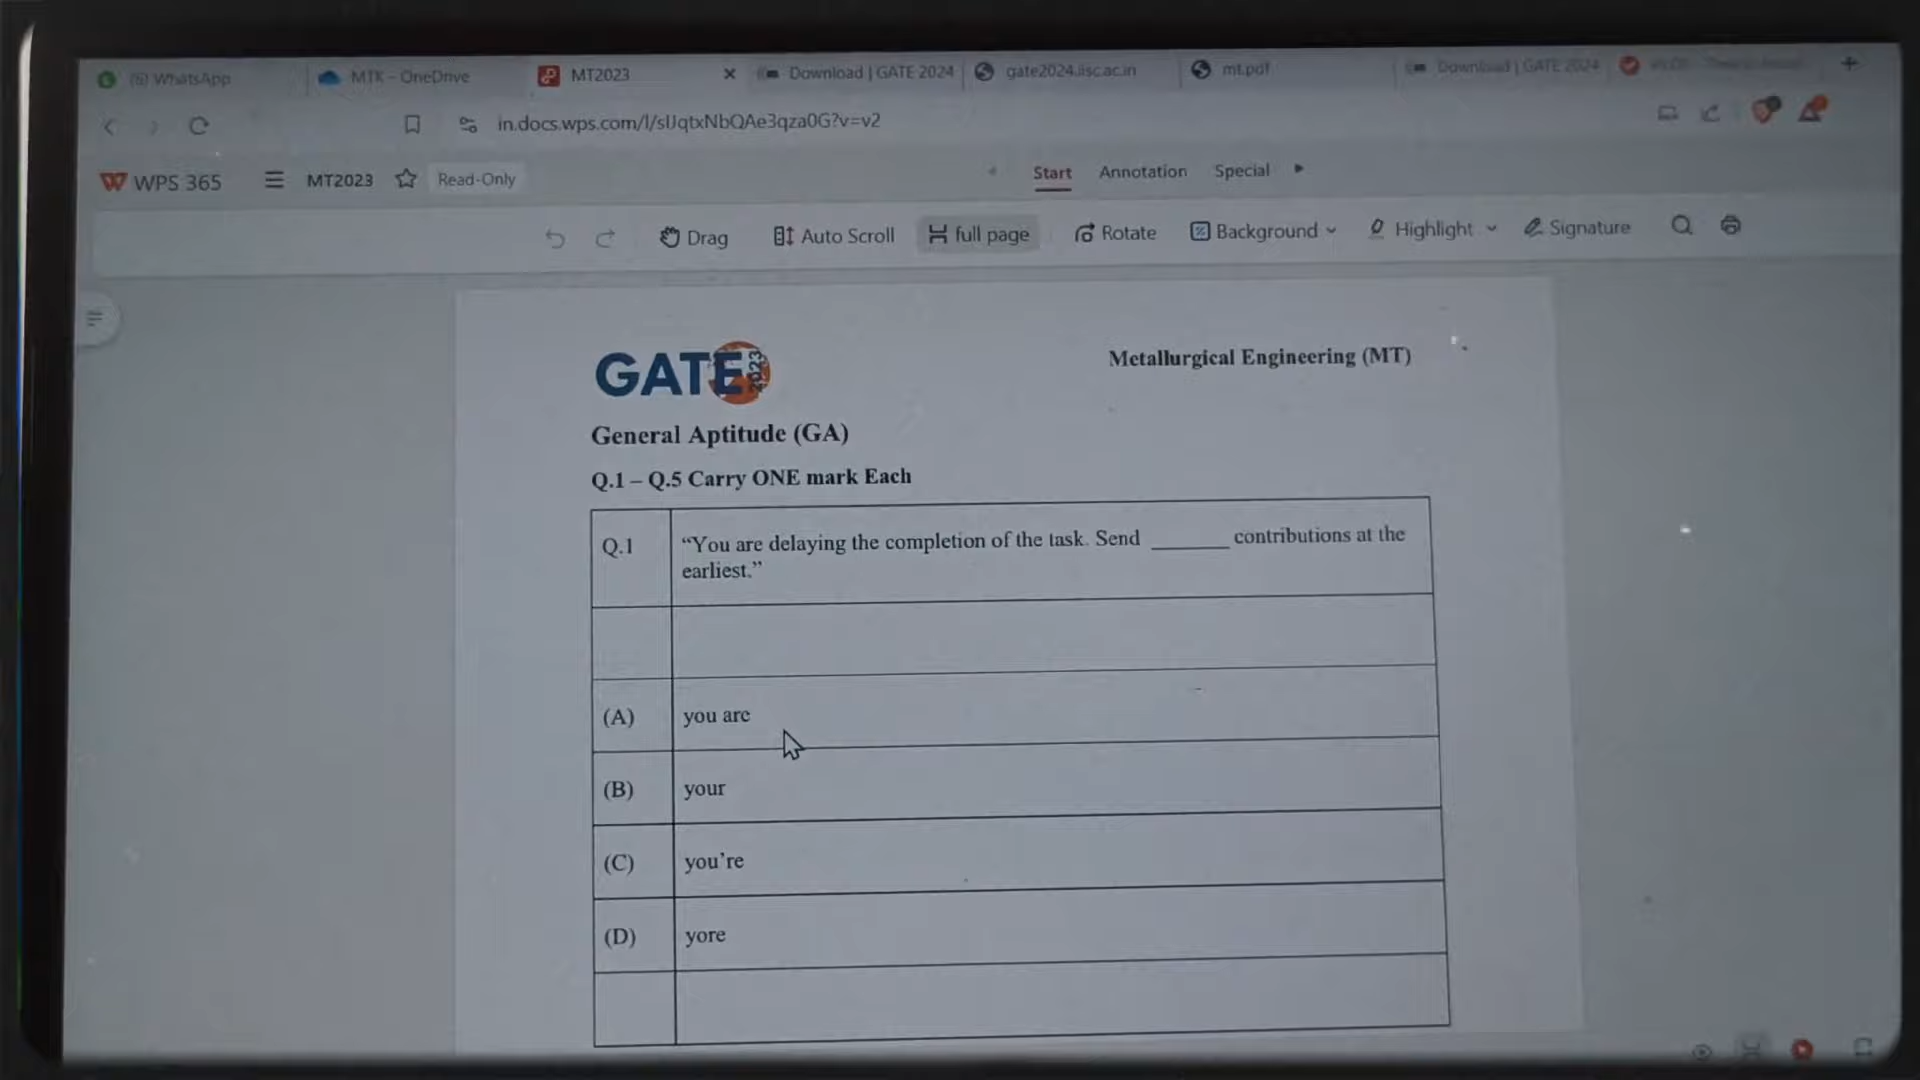 (6) WhatsApp
MTK - OneDrive
MT2023
Download | GATE 2024
gate2024.iisc.ac.in
mt.pdf
Download | GATE 2024
in.docs.wps.com/l/sIJqtxNbQAe3qza0G?v=v2
WPS 365
MT2023
Read-Only
Start
Annotation
Special
Drag
Auto Scroll
full page
Rotate
Background
Highlight
Signature
GATE 2023
Metallurgical Engineering (MT)
General Aptitude (GA)
Q.1 – Q.5 Carry ONE mark Each
Q.1 “You are delaying the completion of the task. Send _______ contributions at the
earliest.”
(A) you are
(B) your
(C) you’re
(D) yore